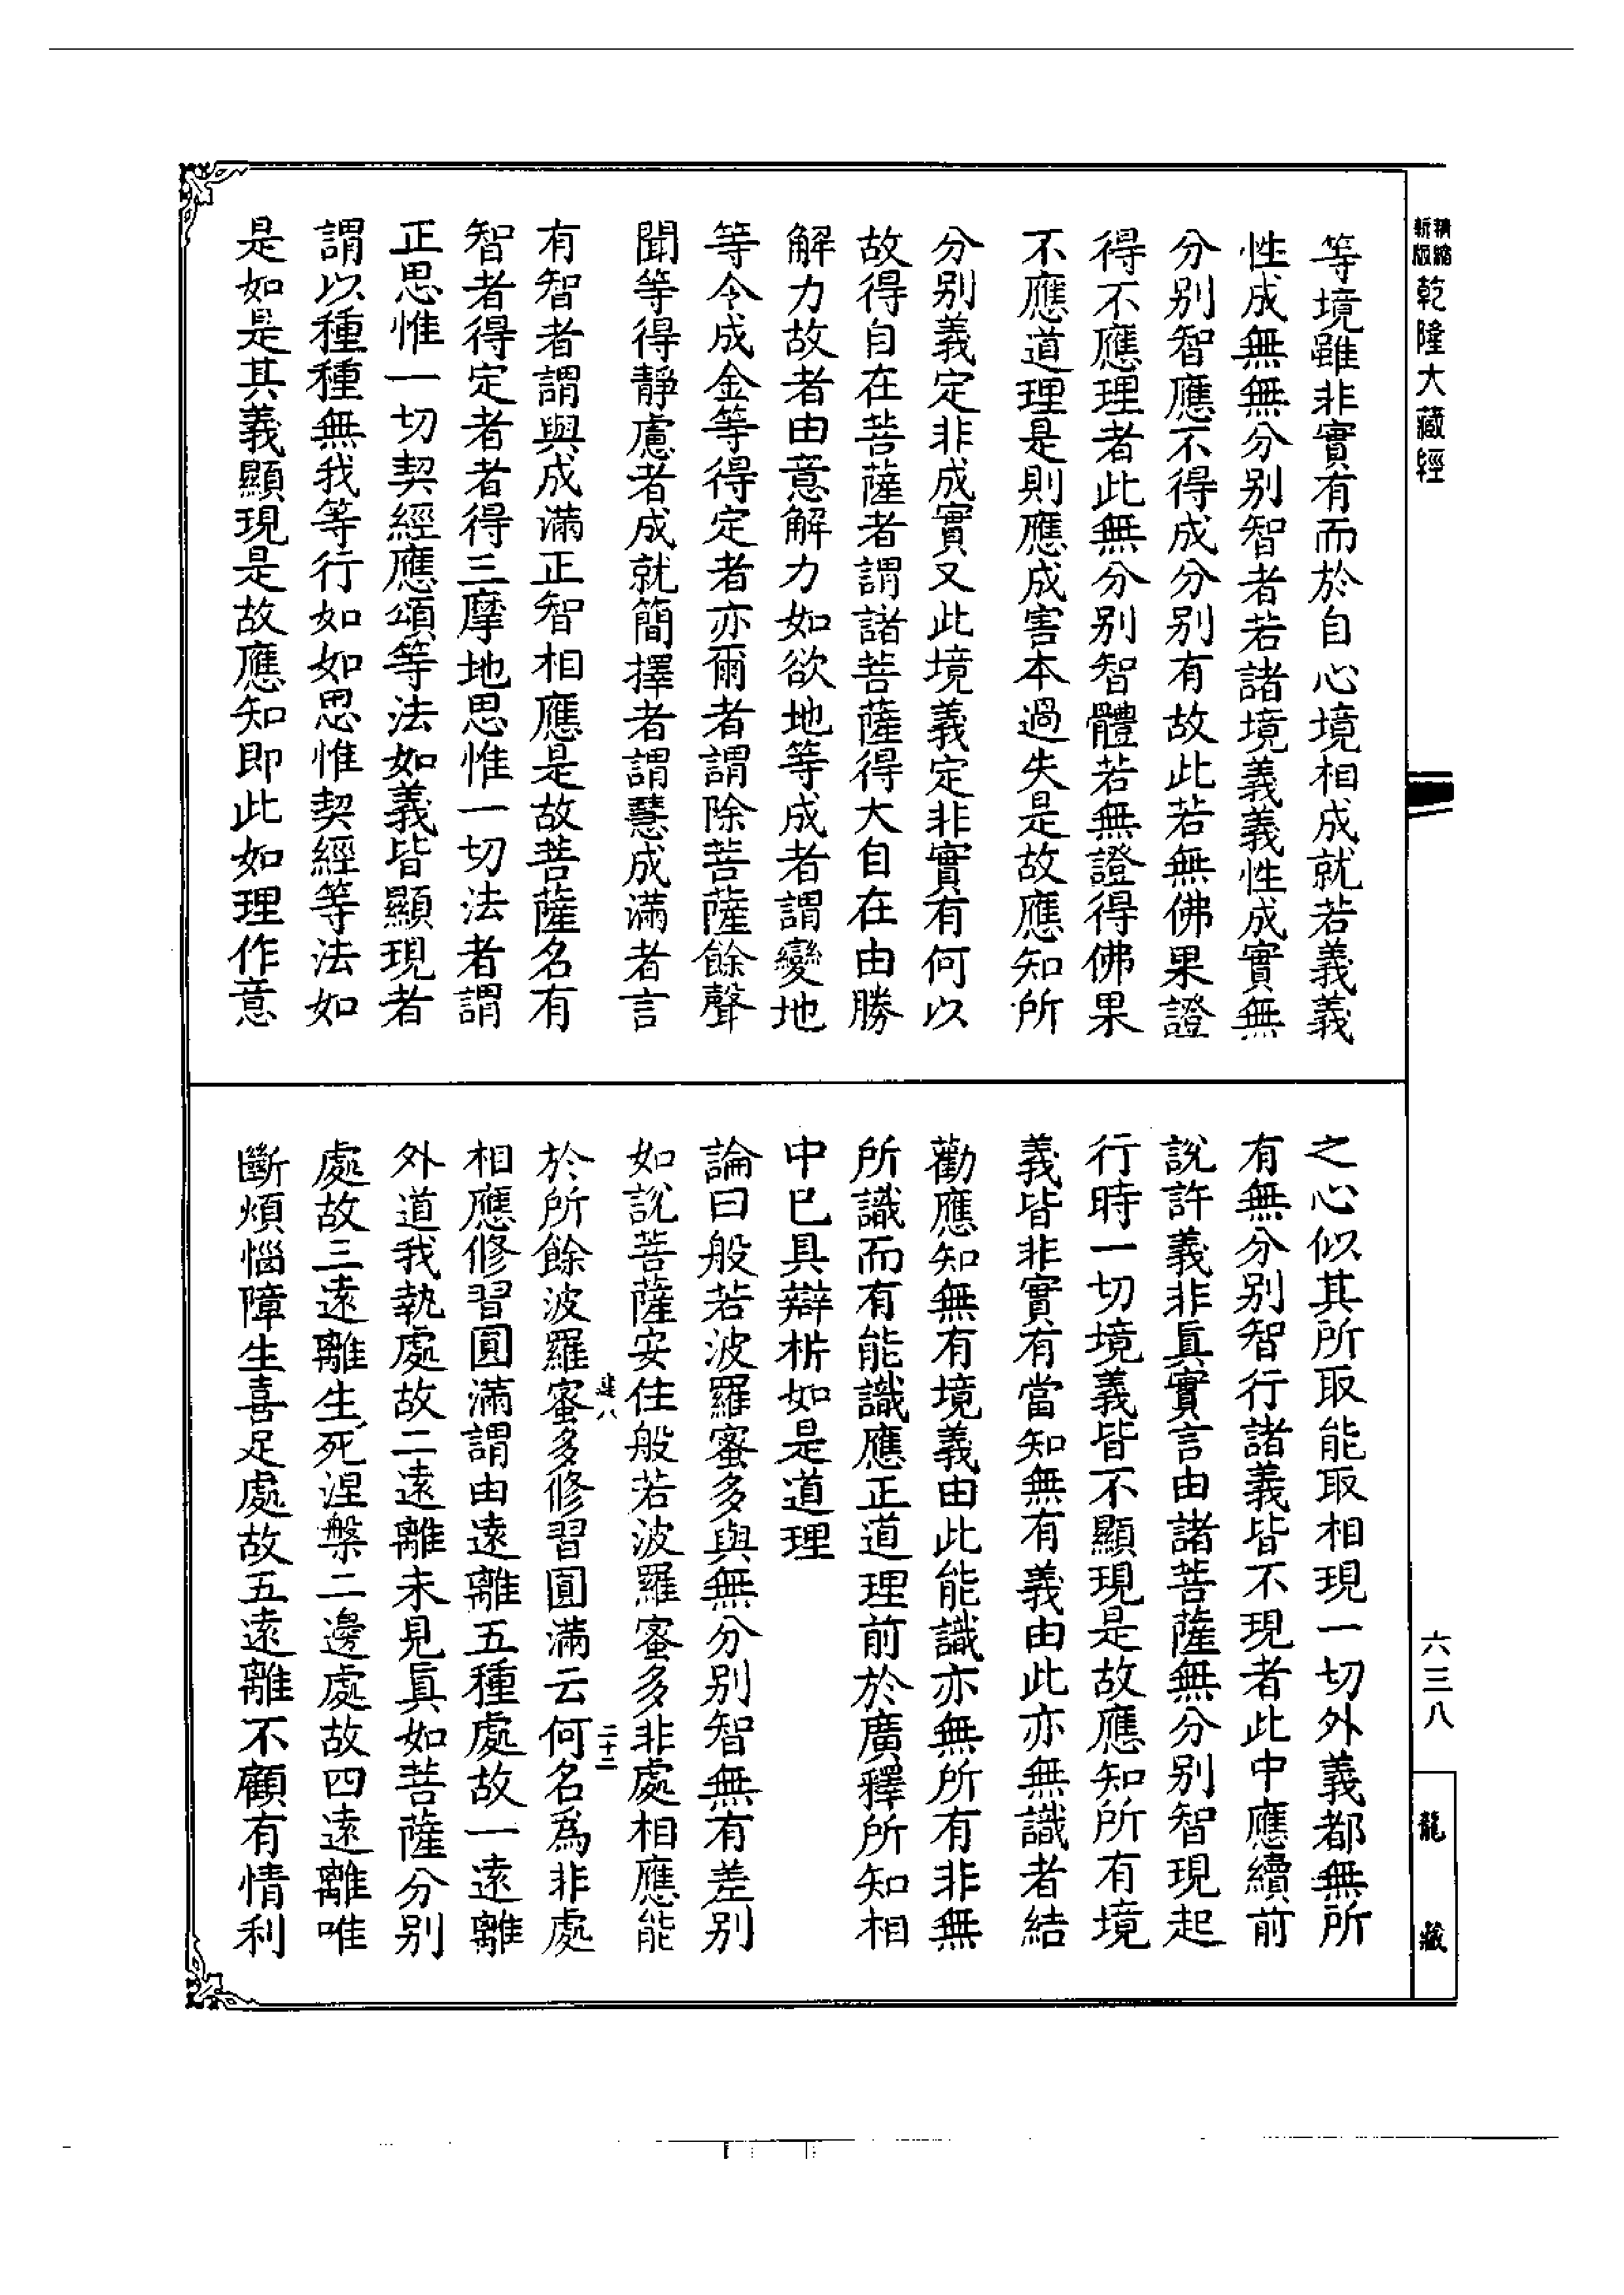 精縮
新版
乾隆大藏經
等境雖非實有而於自心境相成就若義義
性成無無分別智者若諸境義義性成實無
分別智應不得成分別有故此若無佛果證
得不應理者此無分別智體若無證得佛果
不應道理是則應成害本過失是故應知所
分別義定非成實又此境義定非實有何以
故得自在菩薩者謂諸菩薩得大自在由勝
解力故者由意解力如欲地等成者謂變地
等令成金等得定者亦爾者謂除菩薩餘聲
聞等得靜慮者成就簡擇者謂慧成滿者言
有智者謂與成滿正智相應是故菩薩名有
智者得定者者得三摩地思惟一切法者謂
正思惟一切契經應頌等法如義皆顯現者
謂以種種無我等行如如思惟契經等法如
是如是其義顯現是故應知即此如理作意
之心似其所取能取相現一切外義都無所
有無分別智行諸義皆不現者此中應續前
說許義非真實言由諸菩薩無分別智現起
行時一切境義皆不顯現是故應知所有境
義皆非實有當知無有義由此亦無識者結
勸應知無有境義由此能識亦無所有非無
所識而有能識應正道理前於廣釋所知相
中已具辯析如是道理
論曰般若波羅蜜多與無分別智無有差別
如說菩薩安住般若波羅蜜多非處相應能
於所餘波羅蜜多修習圓滿云何名為非處
相應修習圓滿謂由遠離五種處故一遠離
外道我執處故二遠離未見真如菩薩分別
處故三遠離生死涅槃二邊處故四遠離唯
斷煩惱障生喜足處故五遠離不顧有情利
二十二
六三八
龍藏